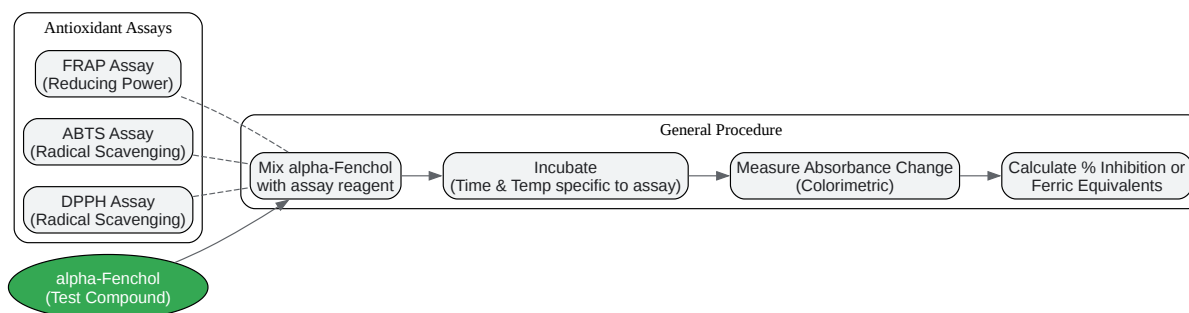 Antioxidant Assays
FRAP Assay
(Reducing Power)
ABTS Assay
(Radical Scavenging)
DPPH Assay
(Radical Scavenging)
alpha-Fenchol
(Test Compound)
General Procedure
Mix alpha-Fenchol
with assay reagent
Incubate
(Time & Temp specific to assay)
Measure Absorbance Change
(Colorimetric)
Calculate % Inhibition or
Ferric Equivalents